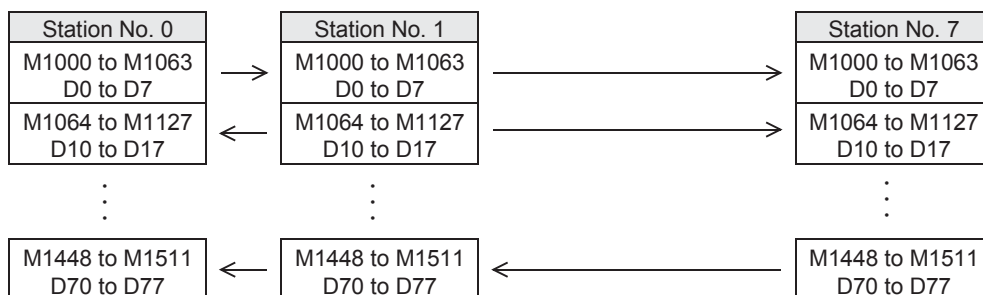 Station No. 0
Station No. 1
Station No. 7
M1000 to M1063
D0 to D7
M1000 to M1063
D0 to D7
M1000 to M1063
D0 to D7
M1064 to M1127
D10 to D17
M1064 to M1127
D10 to D17
M1064 to M1127
D10 to D17
M1448 to M1511
D70 to D77
M1448 to M1511
D70 to D77
M1448 to M1511
D70 to D77